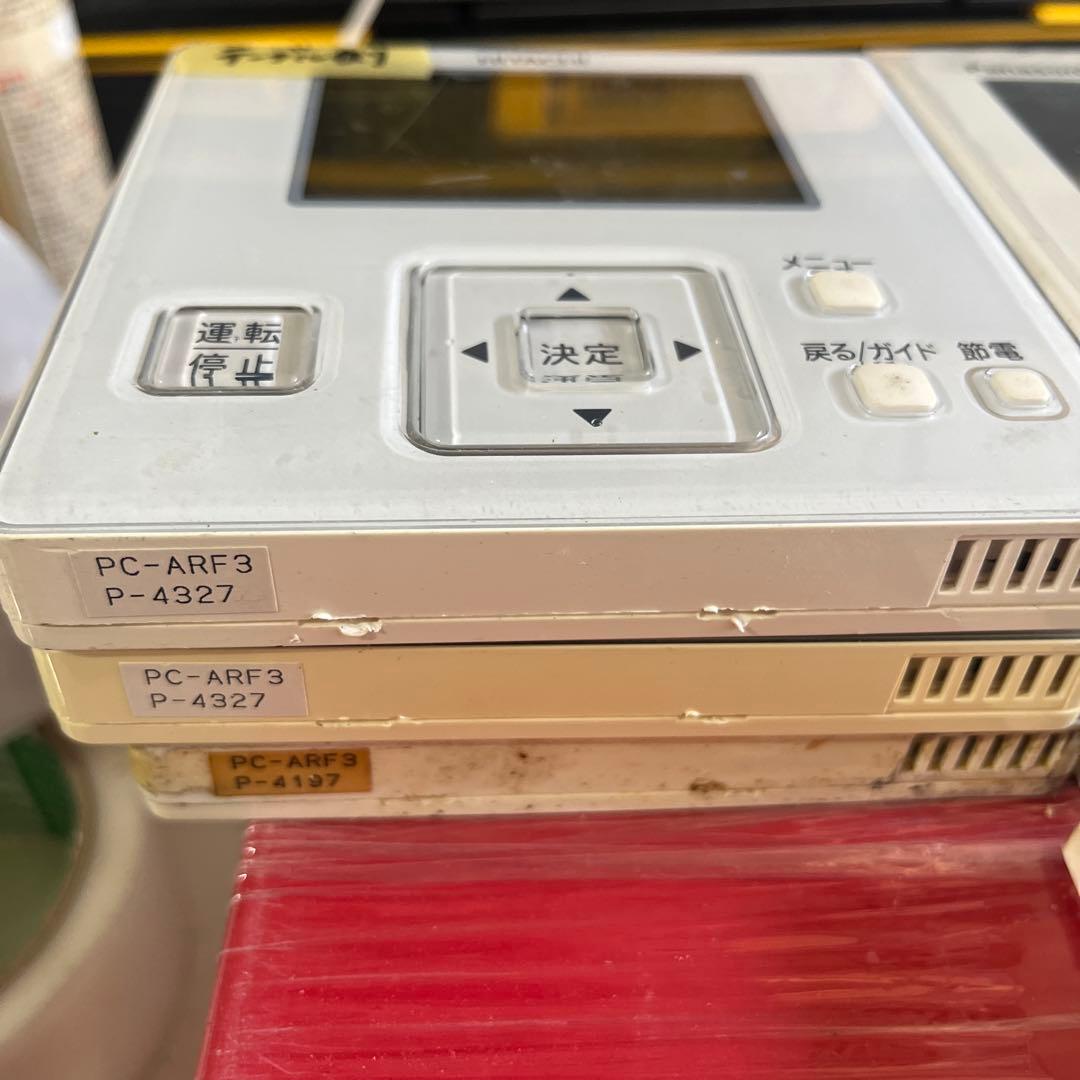 メニュー
運転
停止
決定
戻る/ガイド
節電
PC-ARF3
P-4327
PC-ARF3
P-4327
PC-ARF3
P-4197